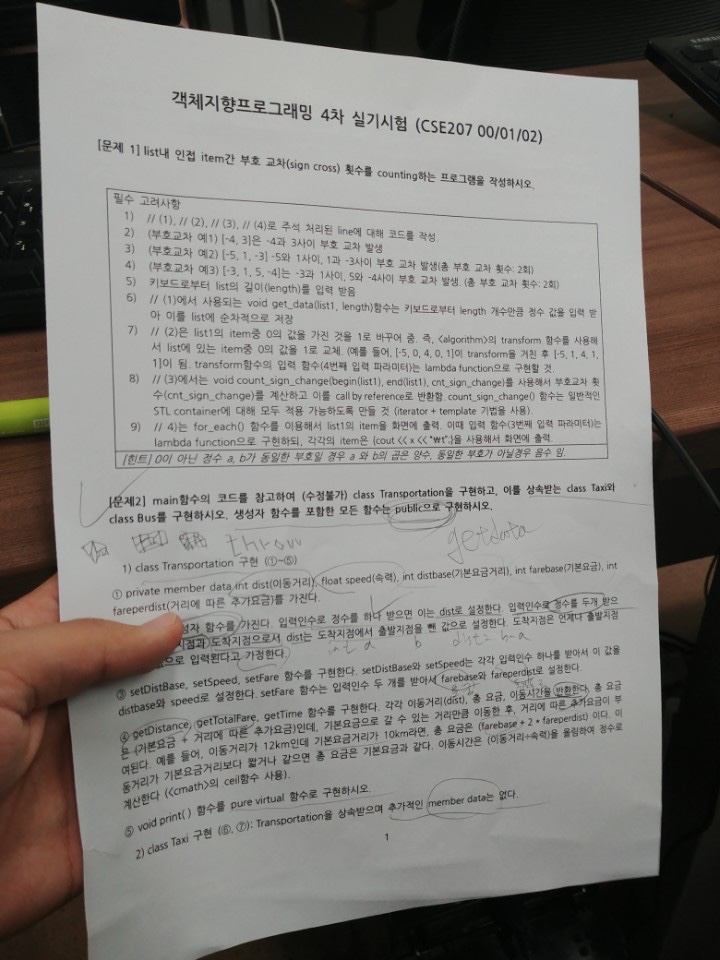 객체지향프로그래밍 4차 실기시험 (CSE207 00/01/02)
[문제 1] list내 인접 item간 부호 교차(sign cross) 횟수를 counting하는 프로그램을 작성하시오.
필수 고려사항
1) // (1), // (2), // (3), // (4)로 주석 처리된 line에 대해 코드를 작성.
2) (부호교차 예1) [-4, 3]은 -4과 3사이 부호 교차 발생
3) (부호교차 예2) [-5, 1, -3] -5와 1사이, 1과 -3사이 부호 교차 발생(총 부호 교차 횟수: 2회)
4) (부호교차 예3) [-3, 1, 5, -4]는 -3과 1사이, 5와 -4사이 부호 교차 발생. (총 부호 교차 횟수: 2회)
5) 키보드로부터 list의 길이(length)를 입력 받음
6) // (1)에서 사용되는 void get_data(list1, length)함수는 키보드로부터 length 개수만큼 정수 값을 입력 받
아 이를 list에 순차적으로 저장
7) // (2)은 list1의 item중 0의 값을 가진 것을 1로 바꾸어 줌. 즉, <algorithm>의 transform 함수를 사용해
서 list에 있는 item중 0의 값을 1로 교체. (예를 들어, [-5, 0, 4, 0, 1]이 transform을 거친 후 [-5, 1, 4, 1,
1]이 됨. transform함수의 입력 함수(4번째 입력 파라미터)는 lambda function으로 구현할 것.
8) // (3)에서는 void count_sign_change(begin(list1), end(list1), cnt_sign_change)를 사용해서 부호교차 횟
수(cnt_sign_change)를 계산하고 이를 call by reference로 반환함. count_sign_change() 함수는 일반적인
STL container에 대해 모두 적용 가능하도록 만들 것 (iterator + template 기법을 사용)
9) // 4)는 for_each() 함수를 이용해서 list1의 item을 화면에 출력. 이때 입력 함수(3번째 입력 파라미터)는
lambda function으로 구현하되, 각각의 item은 {cout << x << "\t";}을 사용해서 화면에 출력.
[힌트] 0이 아닌 정수 a, b가 동일한 부호일 경우 a 와 b의 곱은 양수, 동일한 부호가 아닐경우 음수 임.
[문제2] main함수의 코드를 참고하여 (수정불가) class Transportation을 구현하고, 이를 상속받는 class Taxi와
class Bus를 구현하시오. 생성자 함수를 포함한 모든 함수는 public으로 구현하시오.
throw getdata
1) class Transportation 구현 (①~⑤)
① private member data int dist(이동거리), float speed(속력), int distbase(기본요금거리), int farebase(기본요금), int
fareperdist(거리에 따른 추가요금)를 가진다.
성자 함수를 가진다. 입력인수로 정수를 하나 받으면 이는 dist로 설정한다. 입력인수로 정수를 두개 받으
지점과 도착지점으로서 dist는 도착지점에서 출발지점을 뺀 값으로 설정한다. 도착지점은 언제나 출발지점
int a b dist = b-a
으로 입력된다고 가정한다.
③ setDistBase, setSpeed, setFare 함수를 구현한다. setDistBase와 setSpeed는 각각 입력인수 하나를 받아서 이 값을
distbase와 speed로 설정한다. setFare 함수는 입력인수 두 개를 받아서 farebase와 fareperdist로 설정한다.
④ getDistance, getTotalFare, getTime 함수를 구현한다. 각각 이동거리(dist), 총 요금, 이동시간을 반환한다. 총 요금
은 (기본요금 + 거리에 따른 추가요금)인데, 기본요금으로 갈 수 있는 거리만큼 이동한 후, 거리에 따른 추가요금이 부
여된다. 예를 들어, 이동거리가 12km인데 기본요금거리가 10km라면, 총 요금은 (farebase + 2 * fareperdist) 이다. 이
동거리가 기본요금거리보다 짧거나 같으면 총 요금은 기본요금과 같다. 이동시간은 (이동거리÷속력)을 올림하여 정수로
계산한다 (<cmath>의 ceil함수 사용).
⑤ void print( ) 함수를 pure virtual 함수로 구현하시오.
2) class Taxi 구현 (⑥, ⑦): Transportation을 상속받으며 추가적인 member data는 없다.
1